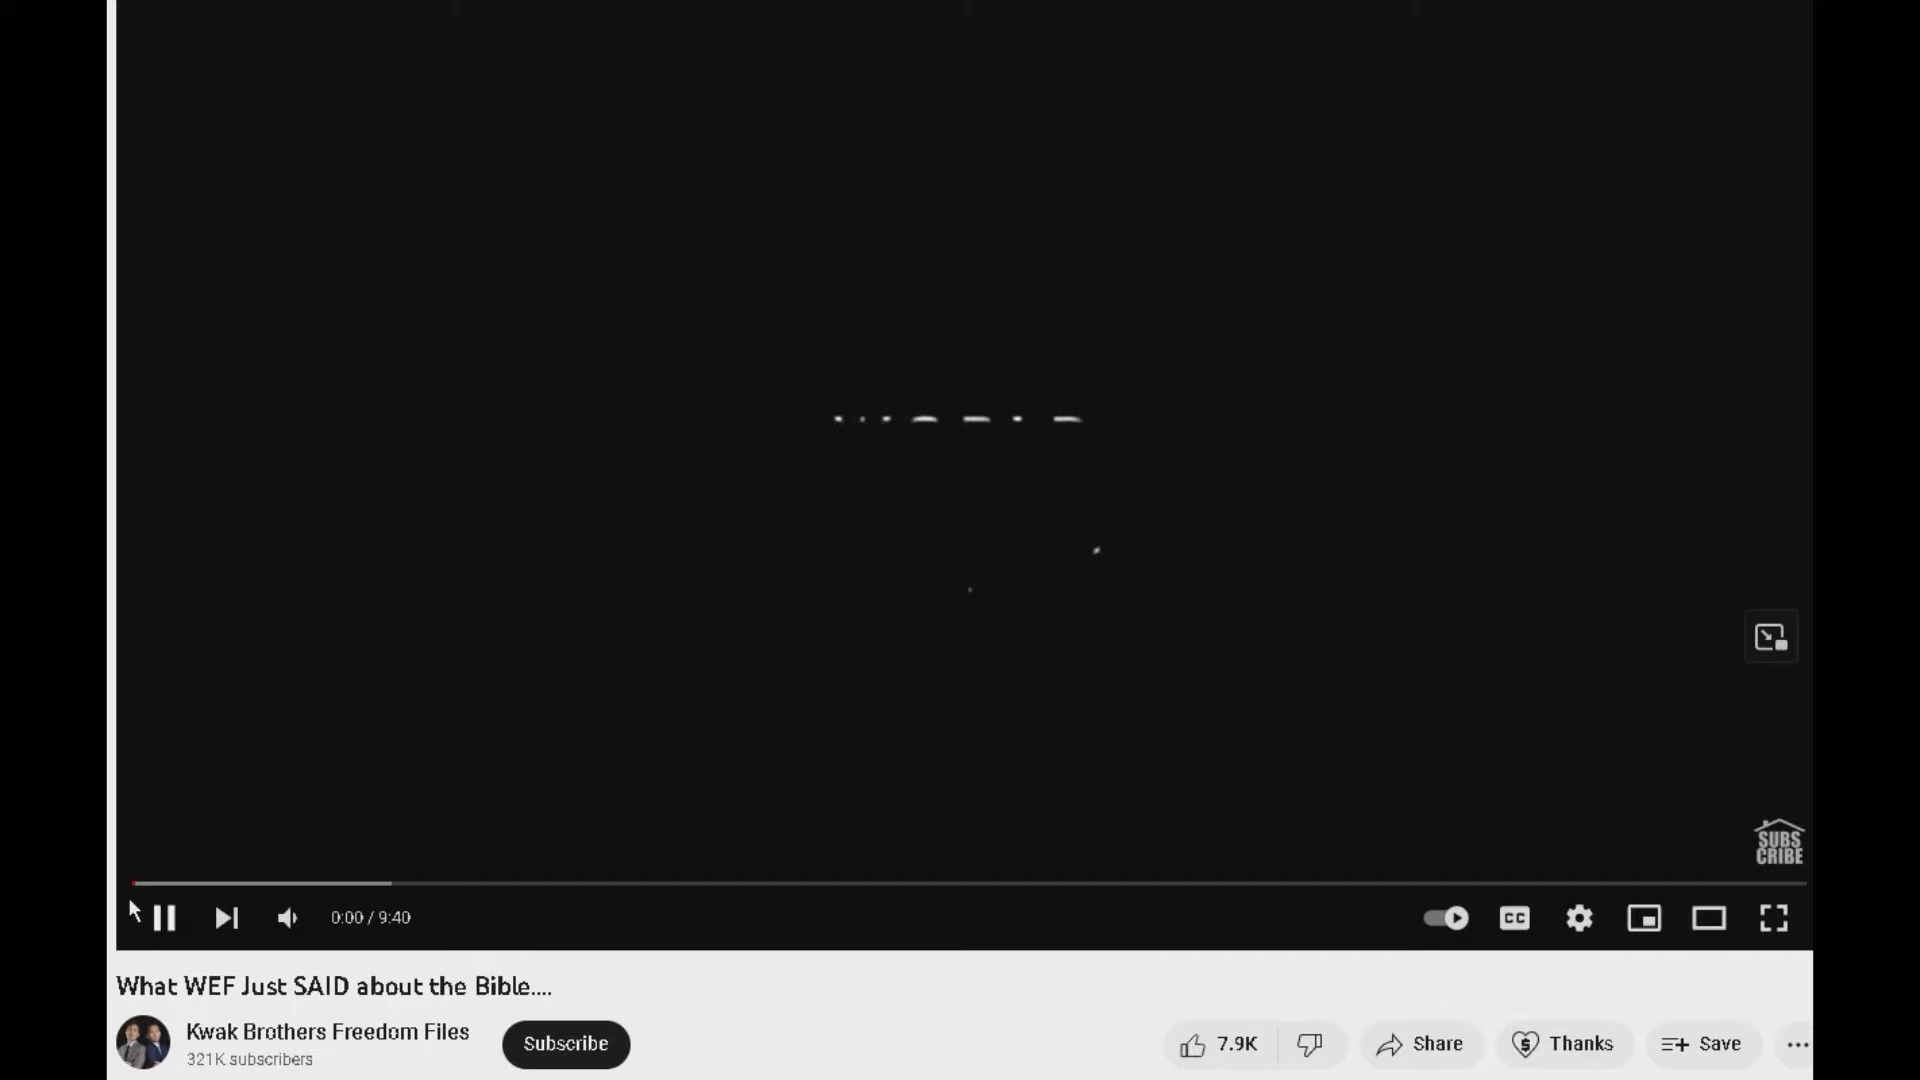 SUBS
CRIBE
0:00 / 9:40
CC
What WEF Just SAID about the Bible....
Kwak Brothers Freedom Files
321K subscribers
Subscribe
7.9K
Share
Thanks
Save